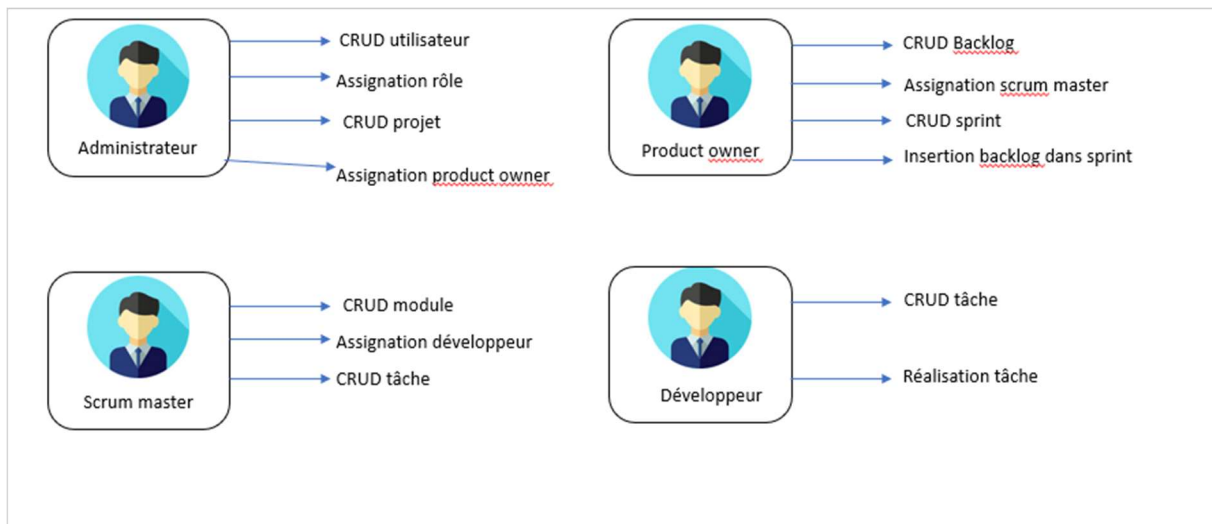 Administrateur
CRUD utilisateur
Assignation rôle
CRUD projet
Assignation product owner
Product owner
CRUD Backlog
Assignation scrum master
CRUD sprint
Insertion backlog dans sprint
Scrum master
CRUD module
Assignation développeur
CRUD tâche
Développeur
CRUD tâche
Réalisation tâche